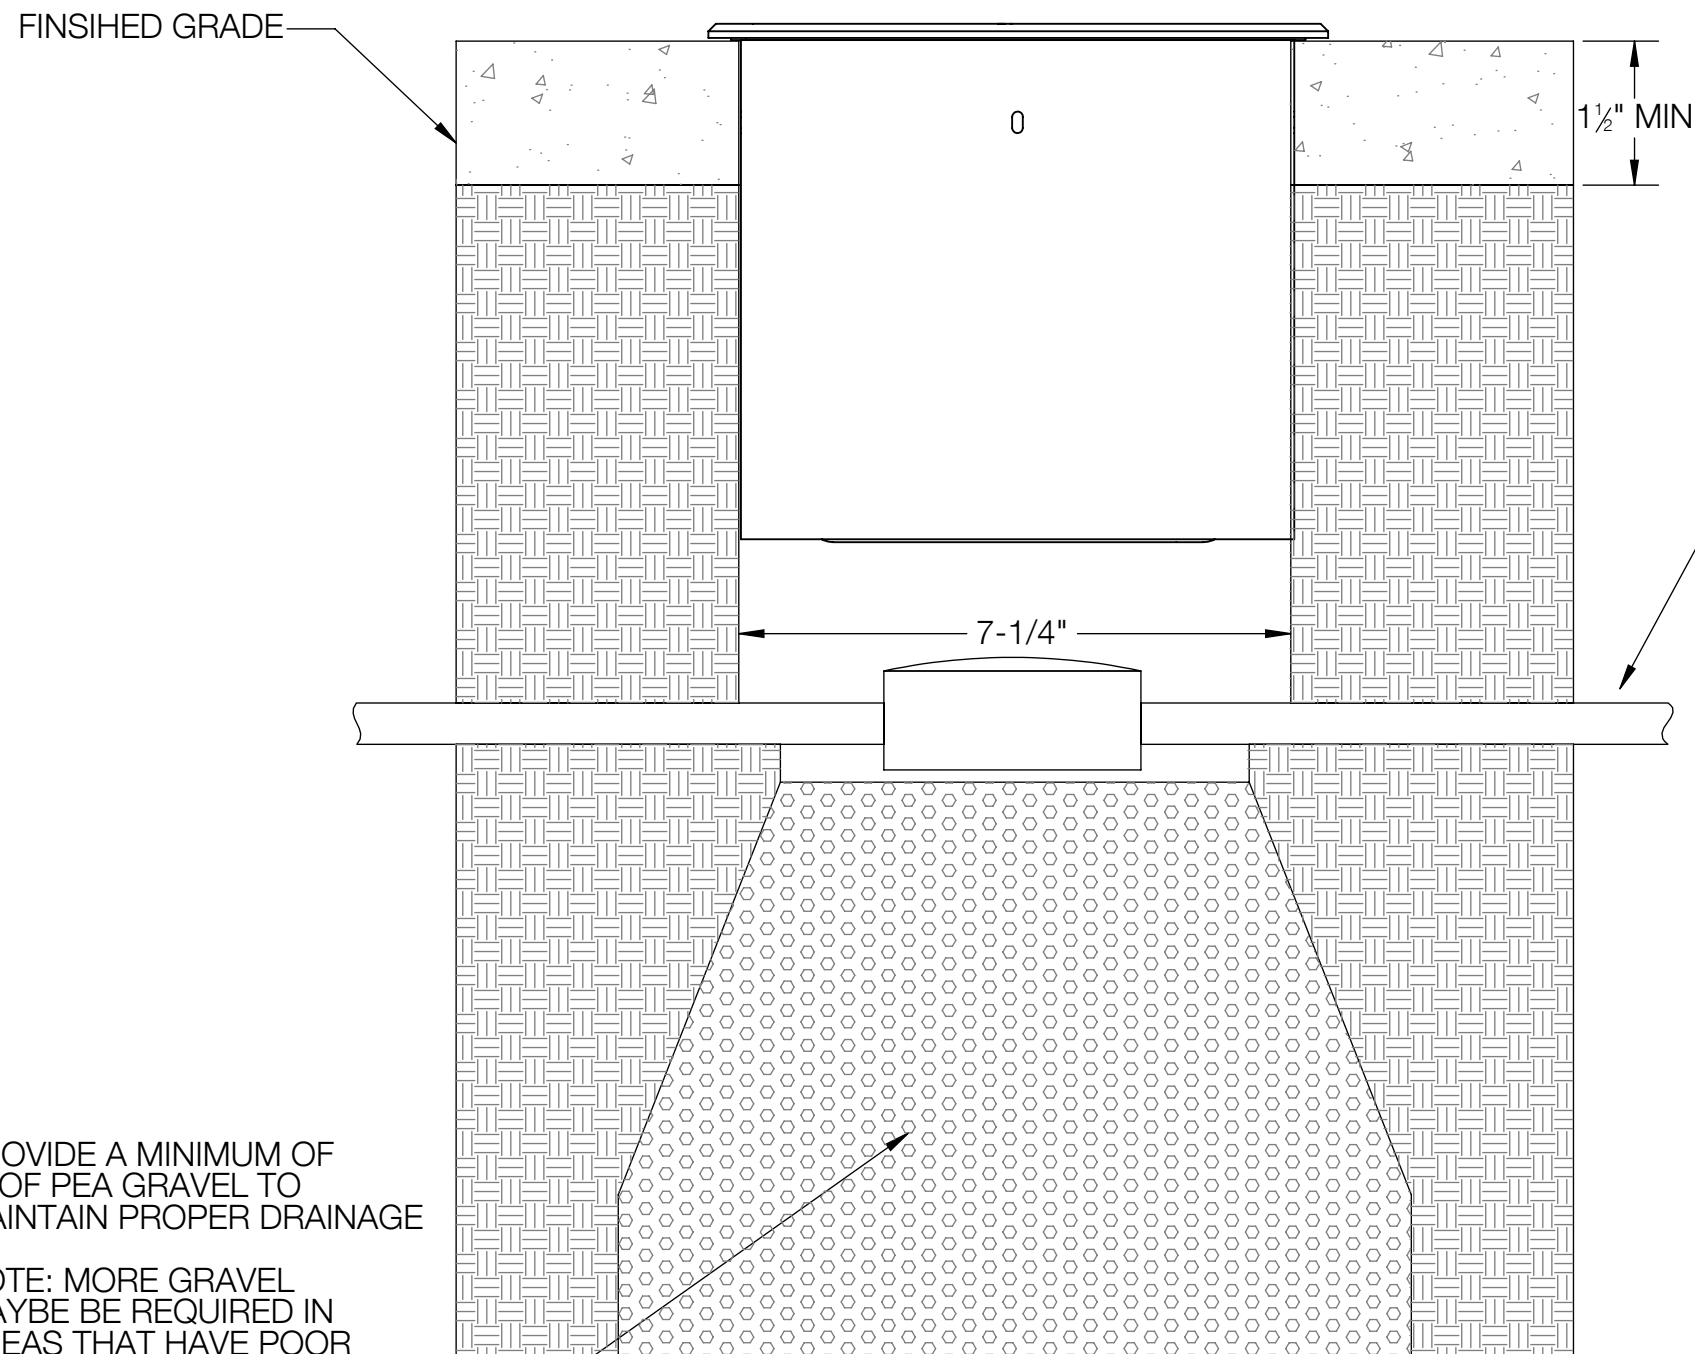 FINSIHED GRADE
1½" MIN
7-1/4"
OVIDE A MINIMUM OF
OF PEA GRAVEL TO
AINTAIN PROPER DRAINAGE
OTE: MORE GRAVEL
AYBE BE REQUIRED IN
EAS THAT HAVE POOR